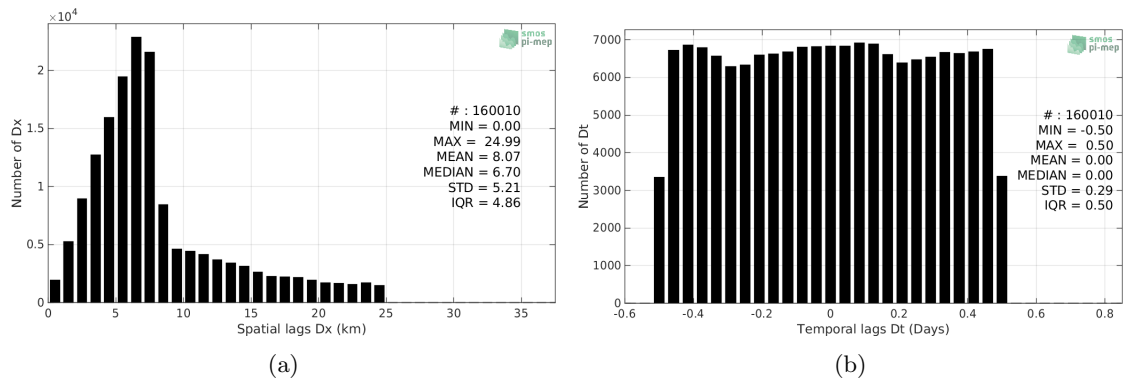 ×10⁴
2
1.5
1
0.5
0
Number of Dx
smos
pi-mep
# : 160010
MIN = 0.00
MAX = 24.99
MEAN = 8.07
MEDIAN = 6.70
STD = 5.21
IQR = 4.86
0 5 10 15 20 25 30 35
Spatial lags Dx (km)
(a)
7000
6000
5000
4000
3000
2000
1000
0
Number of Dt
smos
pi-mep
# : 160010
MIN = -0.50
MAX = 0.50
MEAN = 0.00
MEDIAN = 0.00
STD = 0.29
IQR = 0.50
-0.6 -0.4 -0.2 0 0.2 0.4 0.6 0.8
Temporal lags Dt (Days)
(b)